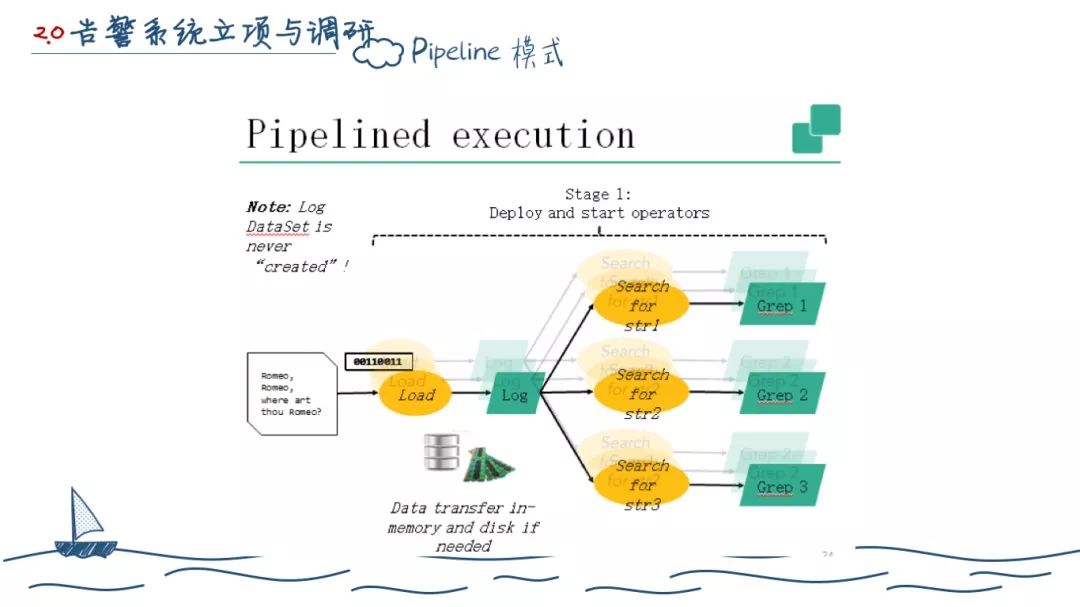 2.0 告警系统立项与调研
Pipeline 模式
Pipelined execution
Note: Log
DataSet is
never
“created”!
Stage 1:
Deploy and start operators
Romeo,
Romeo,
where art
thou Romeo?
00110011
Load
Load
Log
Log
Log
Search
Search
for
str1
Grep 1
Grep 1
Grep 1
Search
Search
for
str2
Grep 2
Grep 2
Grep 2
Search
Search
for
str3
Grep 2
Grep 2
Grep 3
Data transfer in-
memory and disk if
needed